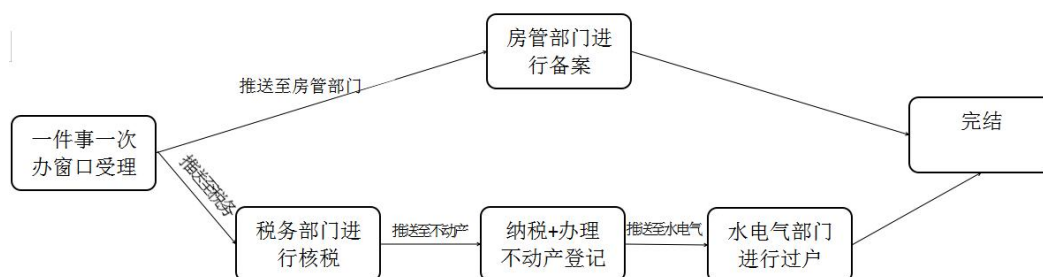 房管部门进
行备案
推送至房管部门
完结
一件事一次
办窗口受理
推送至税务
税务部门进
行核税
推送至不动产
纳税+办理
不动产登记
推送至水电气
水电气部门
进行过户